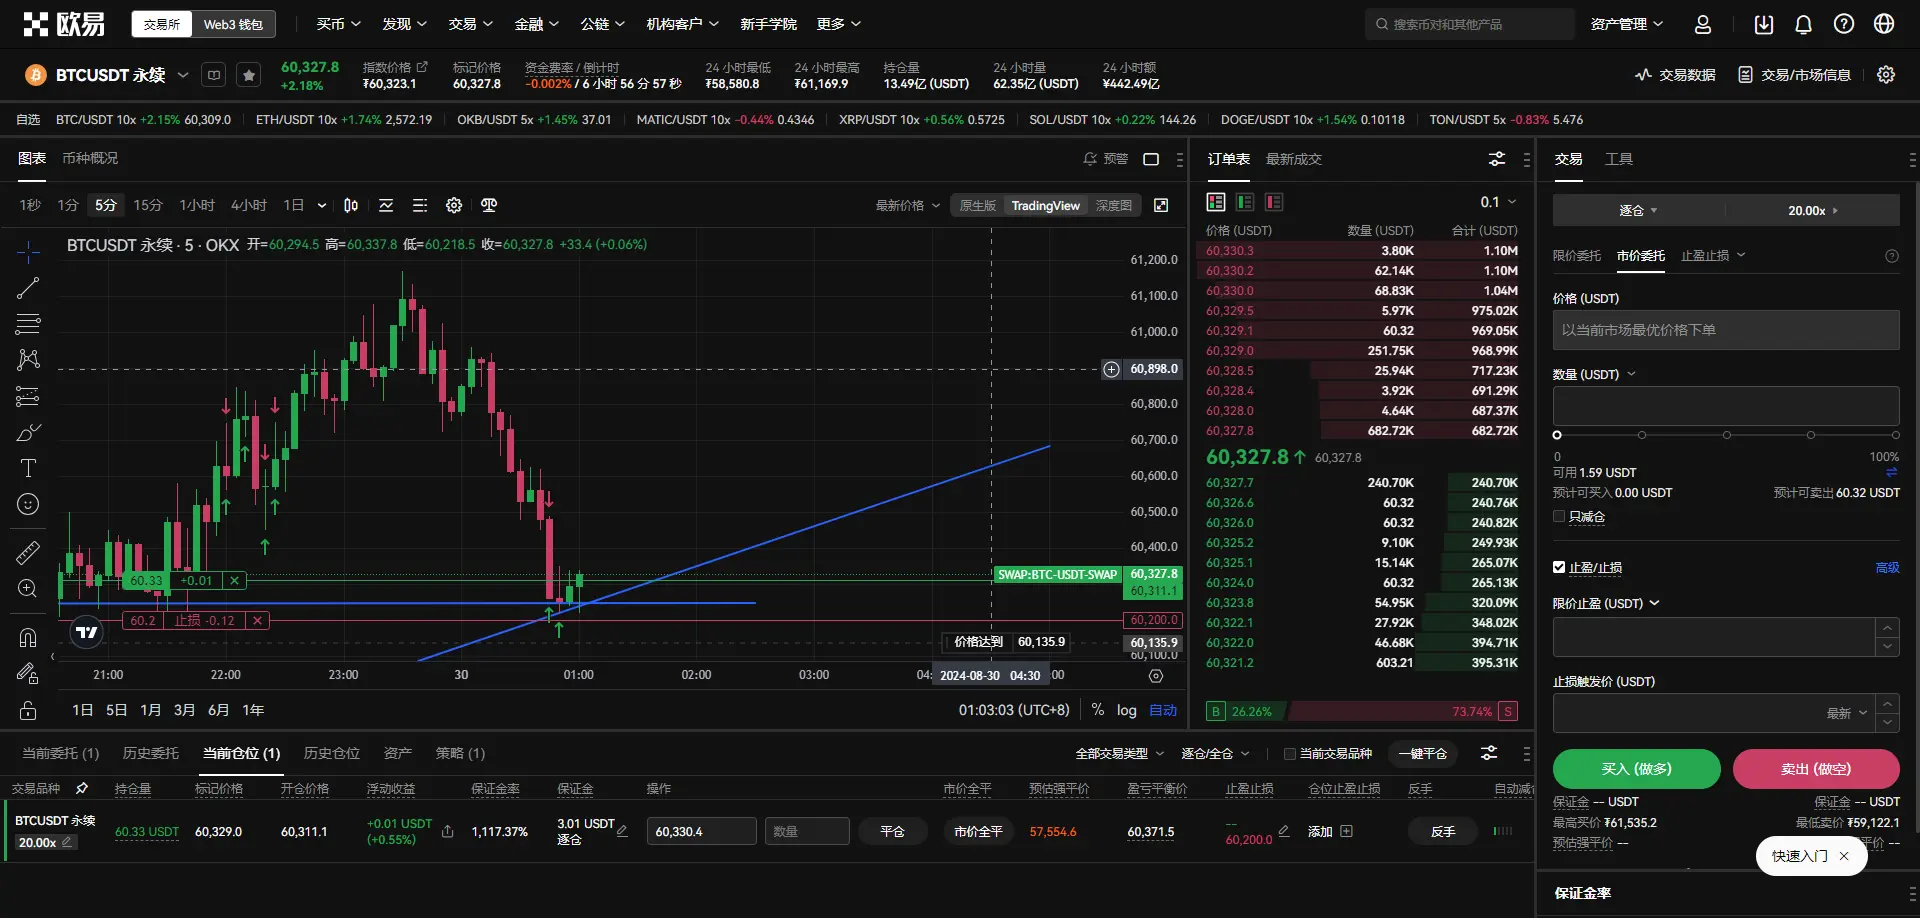 欧易 交易所 Web3 钱包 买币 发现 交易 金融 公链 机构客户 新手学院 更多 搜索币对和其他产品 资产管理
BTCUSDT 永续 60,327.8 +2.18% 指数价格 ₮60,323.1 标记价格 60,327.8 资金费率 / 倒计时 -0.002% / 6 小时 56 分 57 秒 24 小时最低 ₮58,580.8 24 小时最高 ₮61,169.9 持仓量 13.49亿 (USDT) 24 小时量 62.35亿 (USDT) 24 小时额 ¥442.49亿 交易数据 交易/市场信息
自选 BTC/USDT 10x +2.15% 60,309.0 ETH/USDT 10x +1.74% 2,572.19 OKB/USDT 5x +1.45% 37.01 MATIC/USDT 10x -0.44% 0.4346 XRP/USDT 10x +0.56% 0.5725 SOL/USDT 10x +0.22% 144.26 DOGE/USDT 10x +1.54% 0.10118 TON/USDT 5x -0.83% 5.476
图表 币种概况 预警
1秒 1分 5分 15分 1小时 4小时 1日 最新价格 原生版 TradingView 深度图
BTCUSDT 永续 · 5 · OKX 开=60,294.5 高=60,337.8 低=60,218.5 收=60,327.8 +33.4 (+0.06%)
61,200.0
61,100.0
61,000.0
60,898.0
60,800.0
60,700.0
60,600.0
60,500.0
60,400.0
SWAP:BTC-USDT-SWAP 60,327.8
60.33 +0.01 60,311.1
60.2 止损 -0.12 60,200.0
价格达到 60,135.9 60,135.9
60,100.0
21:00 22:00 23:00 30 01:00 02:00 03:00 04: 2024-08-30 04:30 :00
1日 5日 1月 3月 6月 1年 01:03:03 (UTC+8) % log 自动
订单表 最新成交
0.1
价格 (USDT) 数量 (USDT) 合计 (USDT)
60,330.3 3.80K 1.10M
60,330.2 62.14K 1.10M
60,330.0 68.83K 1.04M
60,329.5 5.97K 975.02K
60,329.1 60.32 969.05K
60,329.0 251.75K 968.99K
60,328.5 25.94K 717.23K
60,328.4 3.92K 691.29K
60,328.0 4.64K 687.37K
60,327.8 682.72K 682.72K
60,327.8 60,327.8
60,327.7 240.70K 240.70K
60,326.6 60.32 240.76K
60,326.0 60.32 240.82K
60,325.2 9.10K 249.93K
60,325.1 15.14K 265.07K
60,324.0 60.32 265.13K
60,323.8 54.95K 320.09K
60,322.1 27.92K 348.02K
60,322.0 46.68K 394.71K
60,321.2 603.21 395.31K
B 26.26% 73.74% S
交易 工具
逐仓 20.00x
限价委托 市价委托 止盈止损
价格 (USDT)
以当前市场最优价格下单
数量 (USDT)
0 100%
可用 1.59 USDT
预计可买入 0.00 USDT 预计可卖出 60.32 USDT
只减仓
止盈/止损 高级
限价止盈 (USDT)
止损触发价 (USDT)
最新
买入 (做多) 卖出 (做空)
保证金 -- USDT 保证金 -- USDT
最高买价 ₮61,535.2 最低卖价 ₮59,122.1
预估强平价 -- 平价 --
快速入门
保证金率
当前委托 (1) 历史委托 当前仓位 (1) 历史仓位 资产 策略 (1) 全部交易类型 逐仓/全仓 当前交易品种 一键平仓
交易品种 持仓量 标记价格 开仓价格 浮动收益 保证金率 保证金 操作 市价全平 预估强平价 盈亏平衡价 止盈止损 仓位止盈止损 反手 自动减
BTCUSDT 永续 20.00x 60.33 USDT 60,329.0 60,311.1 +0.01 USDT (+0.55%) 1,117.37% 3.01 USDT 逐仓 60,330.4 数量 平仓 市价全平 57,554.6 60,371.5 -- 60,200.0 添加 反手